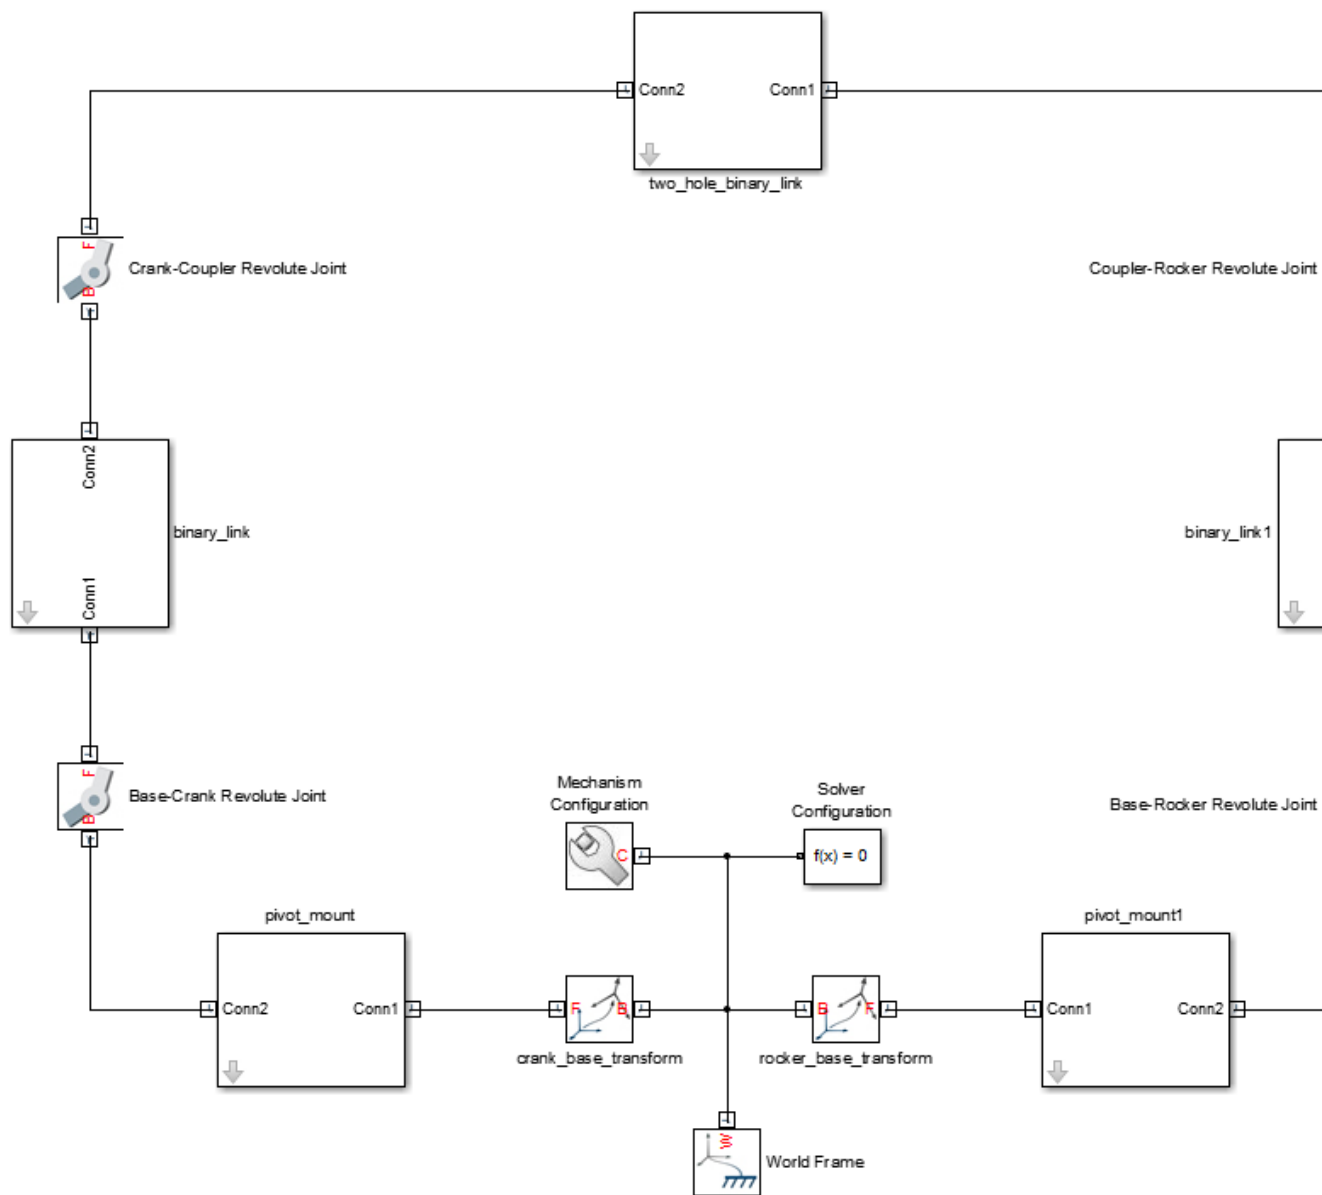 Conn2
Conn1
two_hole_binary_link
F
B
Crank-Coupler Revolute Joint
Coupler-Rocker Revolute Joint
Conn2
Conn1
binary_link
binary_link1
F
B
Base-Crank Revolute Joint
Mechanism
Configuration
C
Solver
Configuration
f(x) = 0
Base-Rocker Revolute Joint
pivot_mount
Conn2
Conn1
F
B
crank_base_transform
B
F
rocker_base_transform
pivot_mount1
Conn1
Conn2
W
World Frame